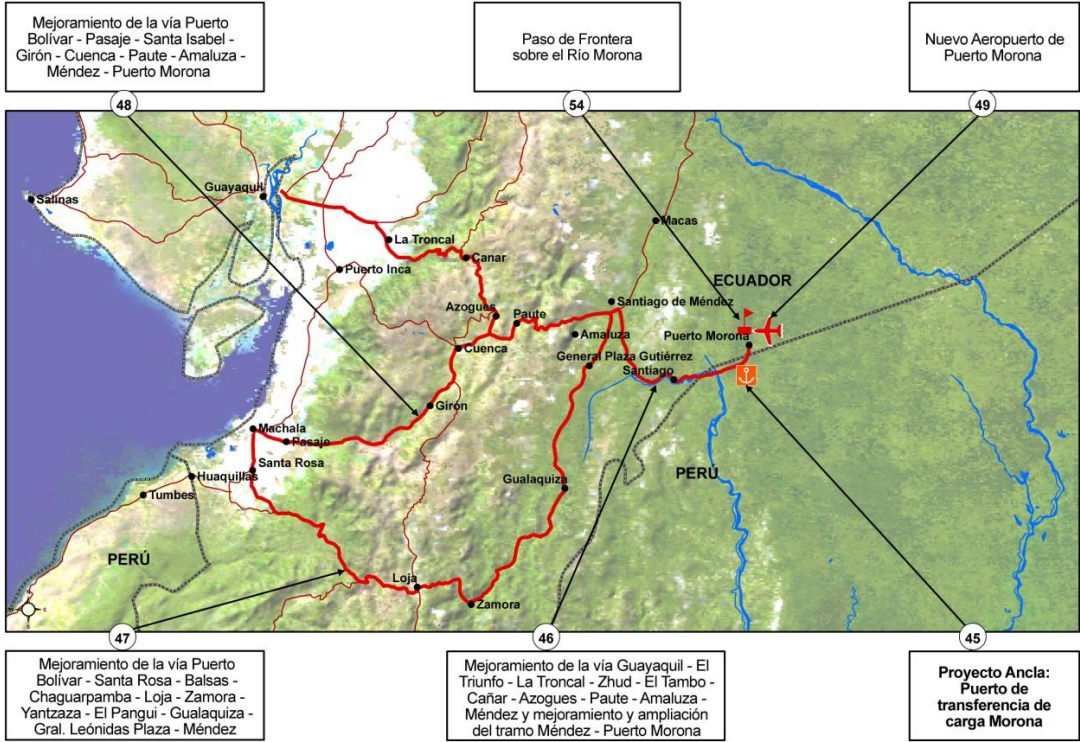 Mejoramiento de la vía Puerto
Bolívar - Pasaje - Santa Isabel -
Girón - Cuenca - Paute - Amaluza -
Méndez - Puerto Morona
Paso de Frontera
sobre el Río Morona
Nuevo Aeropuerto de
Puerto Morona
48
54
49
Guayaquil
Salinas
La Troncal
Macas
Canar
Puerto Inca
ECUADOR
Santiago de Méndez
Azogues
Paute
Amaluza
Puerto Morona
Cuenca
General Plaza Gutiérrez
Santiago
Girón
Machala
Pasaje
Santa Rosa
Huaquillas
PERÚ
Gualaquiza
Tumbes
PERÚ
Loja
Zamora
E
47
46
45
Mejoramiento de la vía Puerto
Bolívar - Santa Rosa - Balsas -
Chaguarpamba - Loja - Zamora -
Yantzaza - El Pangui - Gualaquiza -
Gral. Leónidas Plaza - Méndez
Mejoramiento de la vía Guayaquil - El
Triunfo - La Troncal - Zhud - El Tambo -
Cañar - Azogues - Paute - Amaluza -
Méndez y mejoramiento y ampliación
del tramo Méndez - Puerto Morona
Proyecto Ancla:
Puerto de
transferencia de
carga Morona